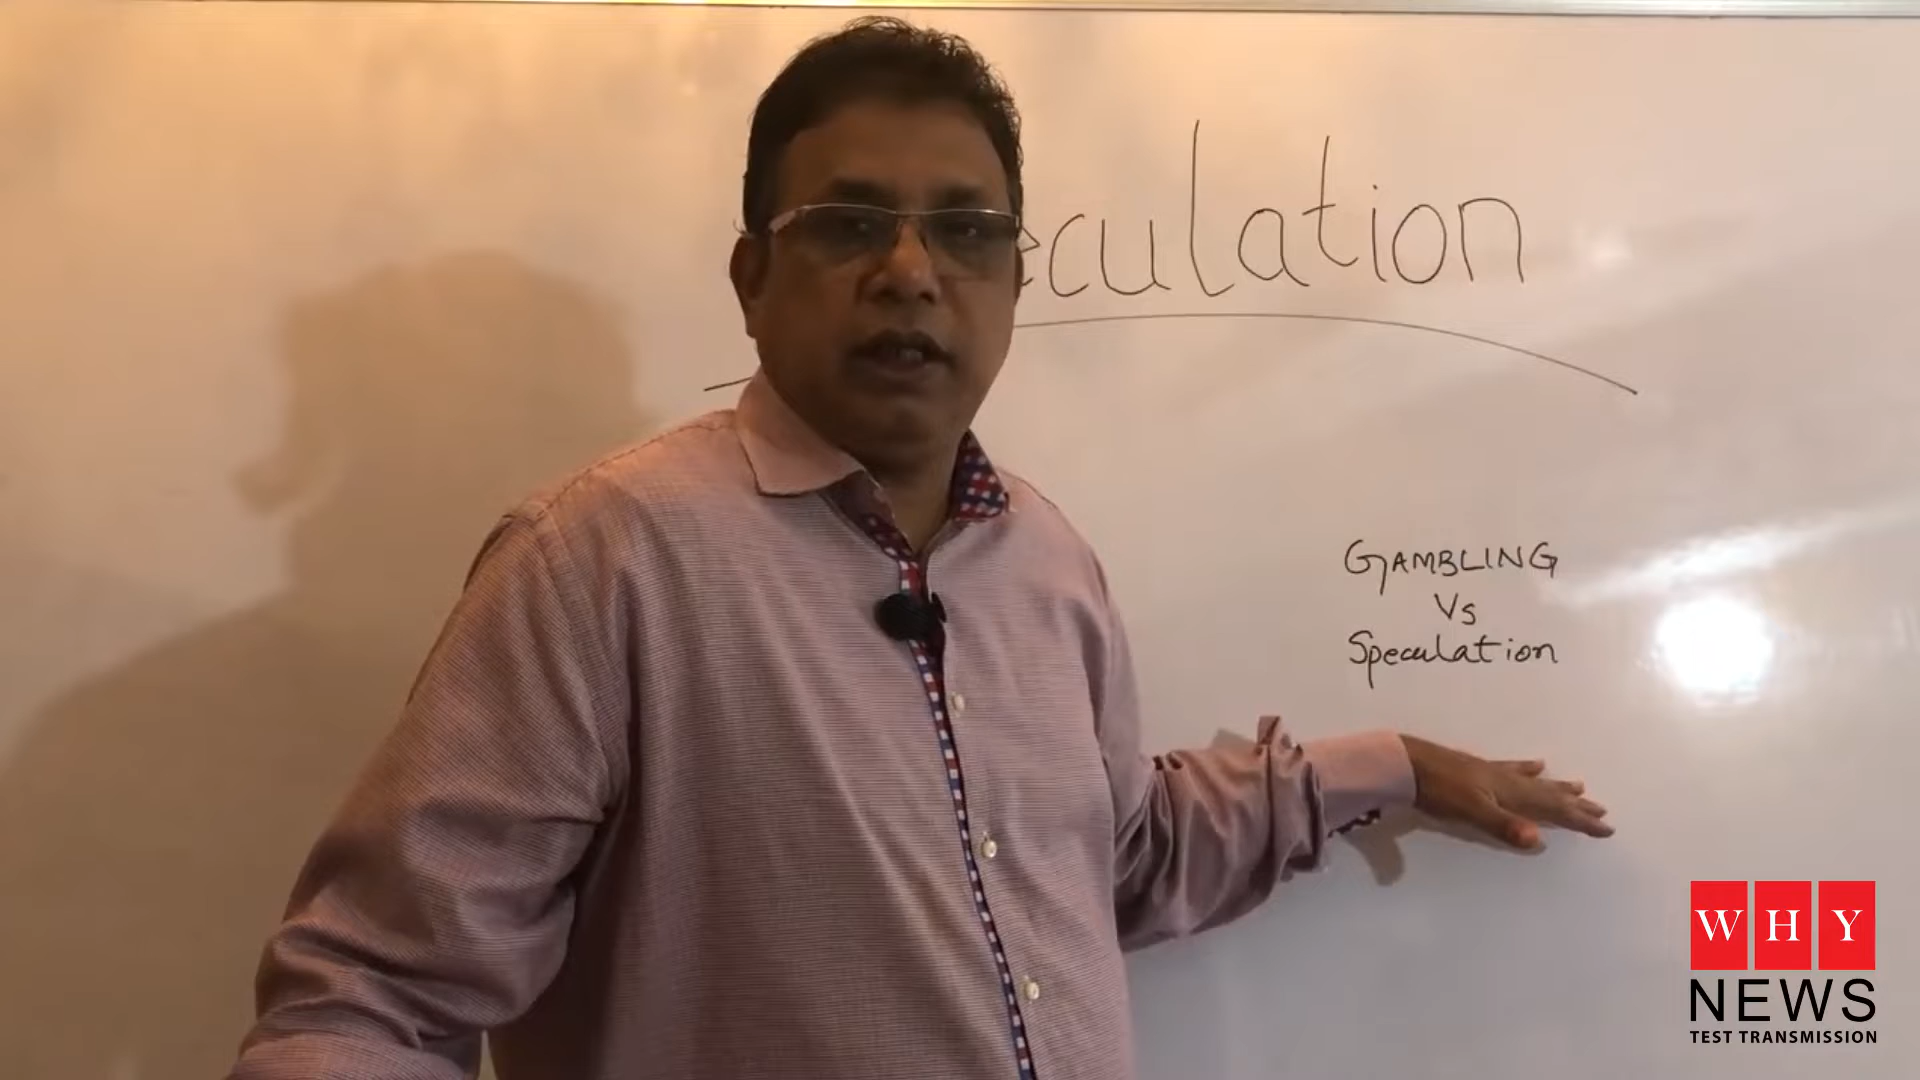 eculation
GAMBLING
Vs
Speculation
WHY
NEWS
TEST TRANSMISSION